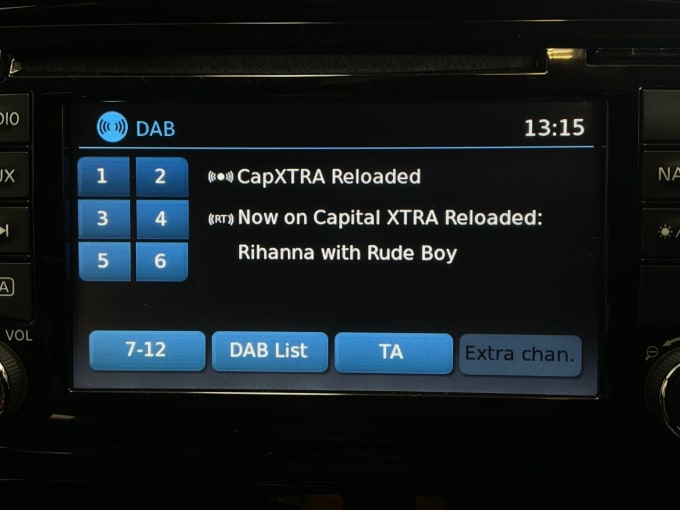 DAB
13:15
1 2
CapXTRA Reloaded
3 4
(RT) Now on Capital XTRA Reloaded:
Rihanna with Rude Boy
5 6
7-12 DAB List TA Extra chan.
VOL